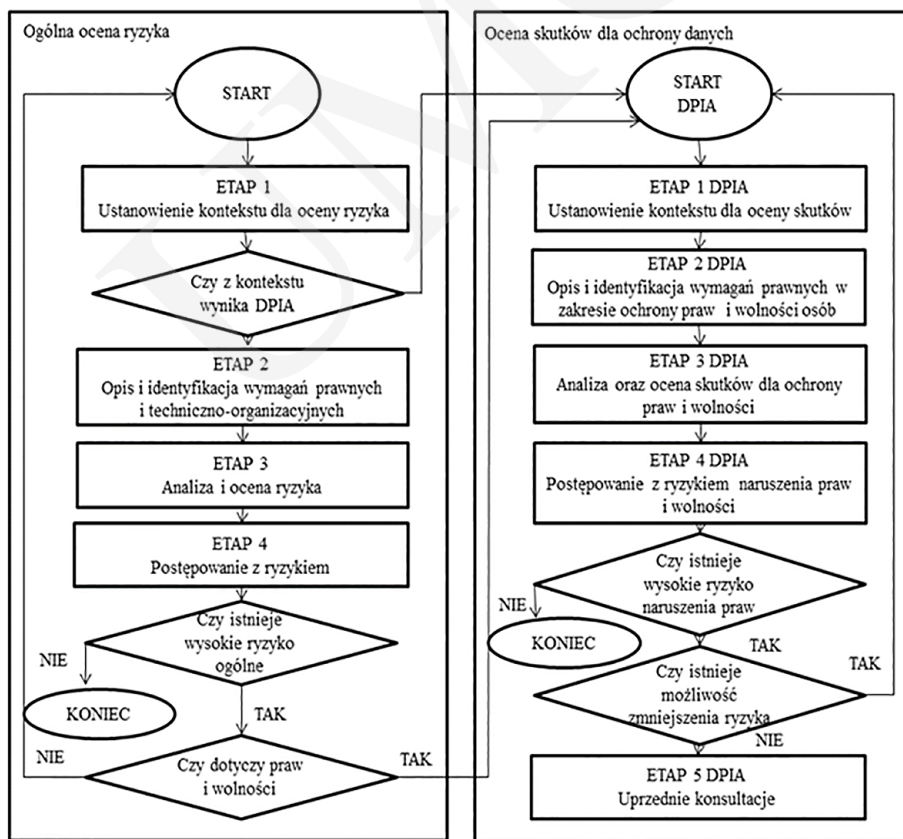 Ogólna ocena ryzyka
START
ETAP 1
Ustanowienie kontekstu dla oceny ryzyka
Czy z kontekstu
wynika DPIA
ETAP 2
Opis i identyfikacja wymagań prawnych
i techniczno-organizacyjnych
ETAP 3
Analiza i ocena ryzyka
ETAP 4
Postępowanie z ryzykiem
Czy istnieje
wysokie ryzyko
ogólne
NIE
KONIEC
TAK
NIE
Czy dotyczy praw
i wolności
TAK
Ocena skutków dla ochrony danych
START
DPIA
ETAP 1 DPIA
Ustanowienie kontekstu dla oceny skutków
ETAP 2 DPIA
Opis i identyfikacja wymagań prawnych w
zakresie ochrony praw i wolności osób
ETAP 3 DPIA
Analiza oraz ocena skutków dla ochrony
praw i wolności
ETAP 4 DPIA
Postępowanie z ryzykiem naruszenia praw
i wolności
Czy istnieje
wysokie ryzyko
naruszenia praw
NIE
KONIEC
TAK
Czy istnieje
możliwość
zmniejszenia ryzyka
TAK
NIE
ETAP 5 DPIA
Uprzednie konsultacje